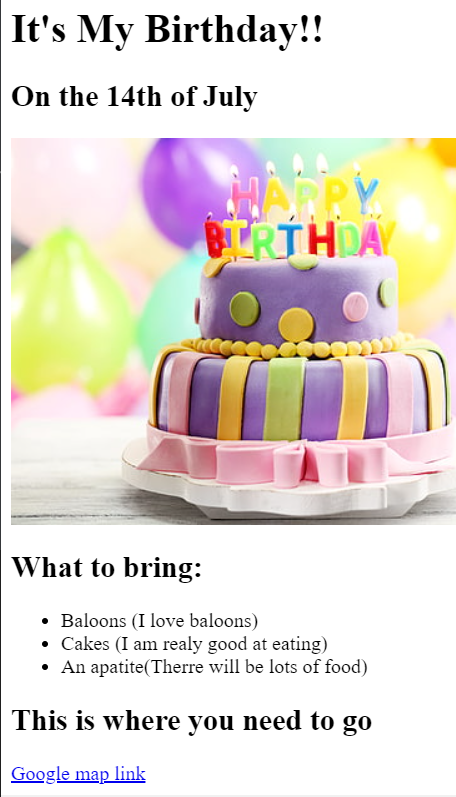 It's My Birthday!!
On the 14th of July
HAPPY
BIRTHDAY
What to bring:
Baloons (I love baloons)
Cakes (I am realy good at eating)
An apatite(Therre will be lots of food)
This is where you need to go
Google map link